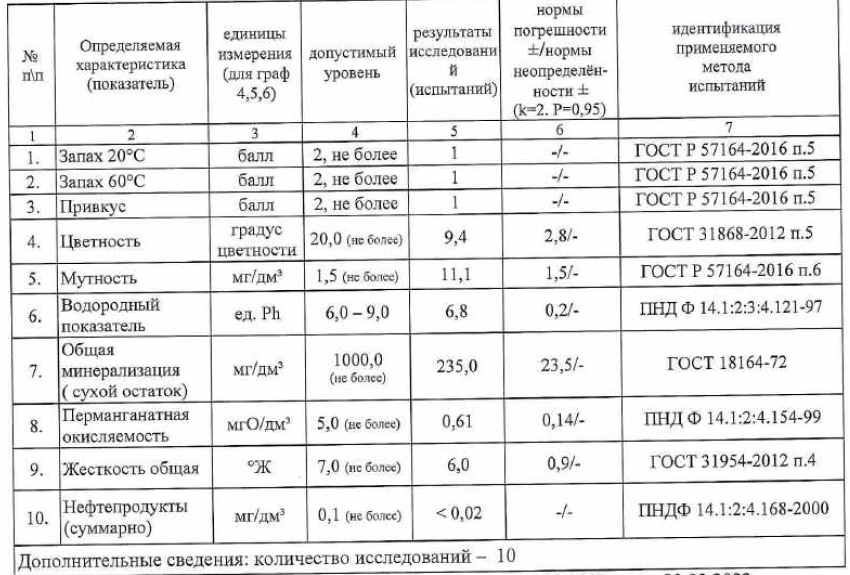 № п\п | Определяемая характеристика (показатель) | единицы измерения (для граф 4,5,6) | допустимый уровень | результаты исследовани й (испытаний) | нормы погрешности ±/нормы неопределён- ности ± (k=2. P=0,95) | идентификация применяемого метода испытаний
1 | 2 | 3 | 4 | 5 | 6 | 7
1. | Запах 20°С | балл | 2, не более | 1 | -/- | ГОСТ Р 57164-2016 п.5
2. | Запах 60°С | балл | 2, не более | 1 | -/- | ГОСТ Р 57164-2016 п.5
3. | Привкус | балл | 2, не более | 1 | -/- | ГОСТ Р 57164-2016 п.5
4. | Цветность | градус цветности | 20,0 (не более) | 9,4 | 2,8/- | ГОСТ 31868-2012 п.5
5. | Мутность | мг/дм³ | 1,5 (не более) | 11,1 | 1,5/- | ГОСТ Р 57164-2016 п.6
6. | Водородный показатель | ед. Ph | 6,0 – 9,0 | 6,8 | 0,2/- | ПНД Ф 14.1:2:3:4.121-97
7. | Общая минерализация ( сухой остаток) | мг/дм³ | 1000,0 (не более) | 235,0 | 23,5/- | ГОСТ 18164-72
8. | Перманганатная окисляемость | мгО/дм³ | 5,0 (не более) | 0,61 | 0,14/- | ПНД Ф 14.1:2:4.154-99
9. | Жесткость общая | °Ж | 7,0 (не более) | 6,0 | 0,9/- | ГОСТ 31954-2012 п.4
10. | Нефтепродукты (суммарно) | мг/дм³ | 0,1 (не более) | < 0,02 | -/- | ПНДФ 14.1:2:4.168-2000
Дополнительные сведения: количество исследований – 10